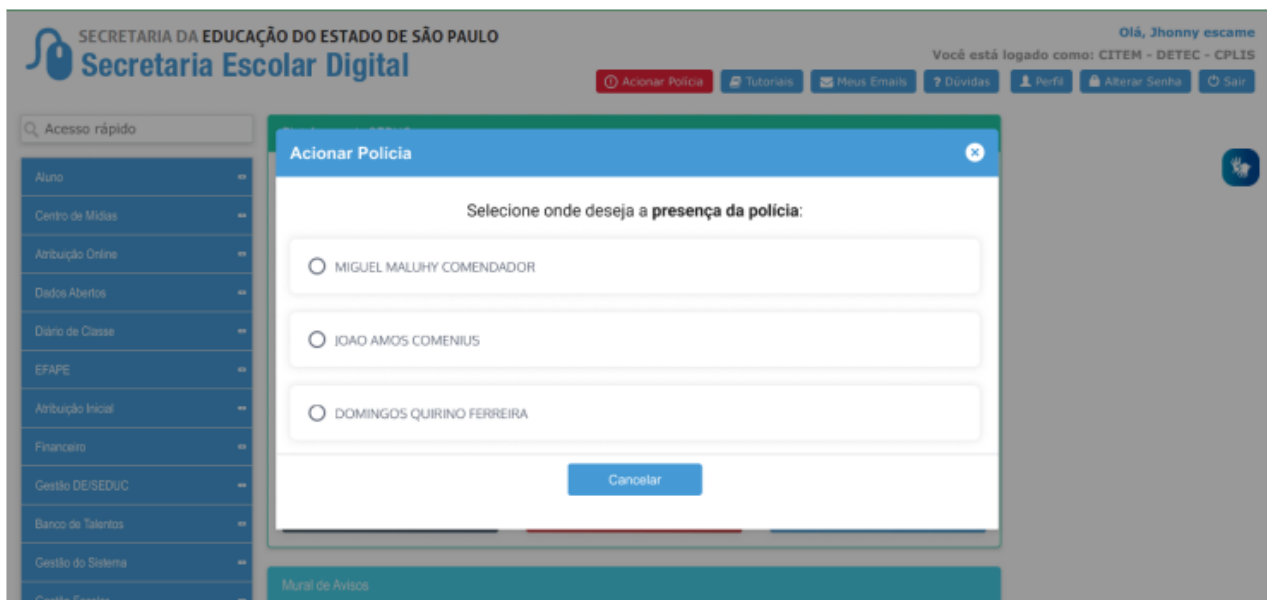 SECRETARIA DA EDUCAÇÃO DO ESTADO DE SÃO PAULO
Secretaria Escolar Digital
Olá, Jhonny escame
Você está logado como: CITEM - DETEC - CPLIS
Acionar Polícia
Tutoriais
Meus Emails
? Dúvidas
Perfil
Alterar Senha
Sair
Acesso rápido
Aluno
Centro de Mídias
Atribuição Online
Dados Abertos
Diário de Classe
EFAPE
Atribuição Inicial
Financeiro
Gestão DE/SEDUC
Banco de Talentos
Gestão do Sistema
Acionar Polícia
Selecione onde deseja a presença da polícia:
MIGUEL MALUHY COMENDADOR
JOAO AMOS COMENIUS
DOMINGOS QUIRINO FERREIRA
Cancelar
Mural de Avisos